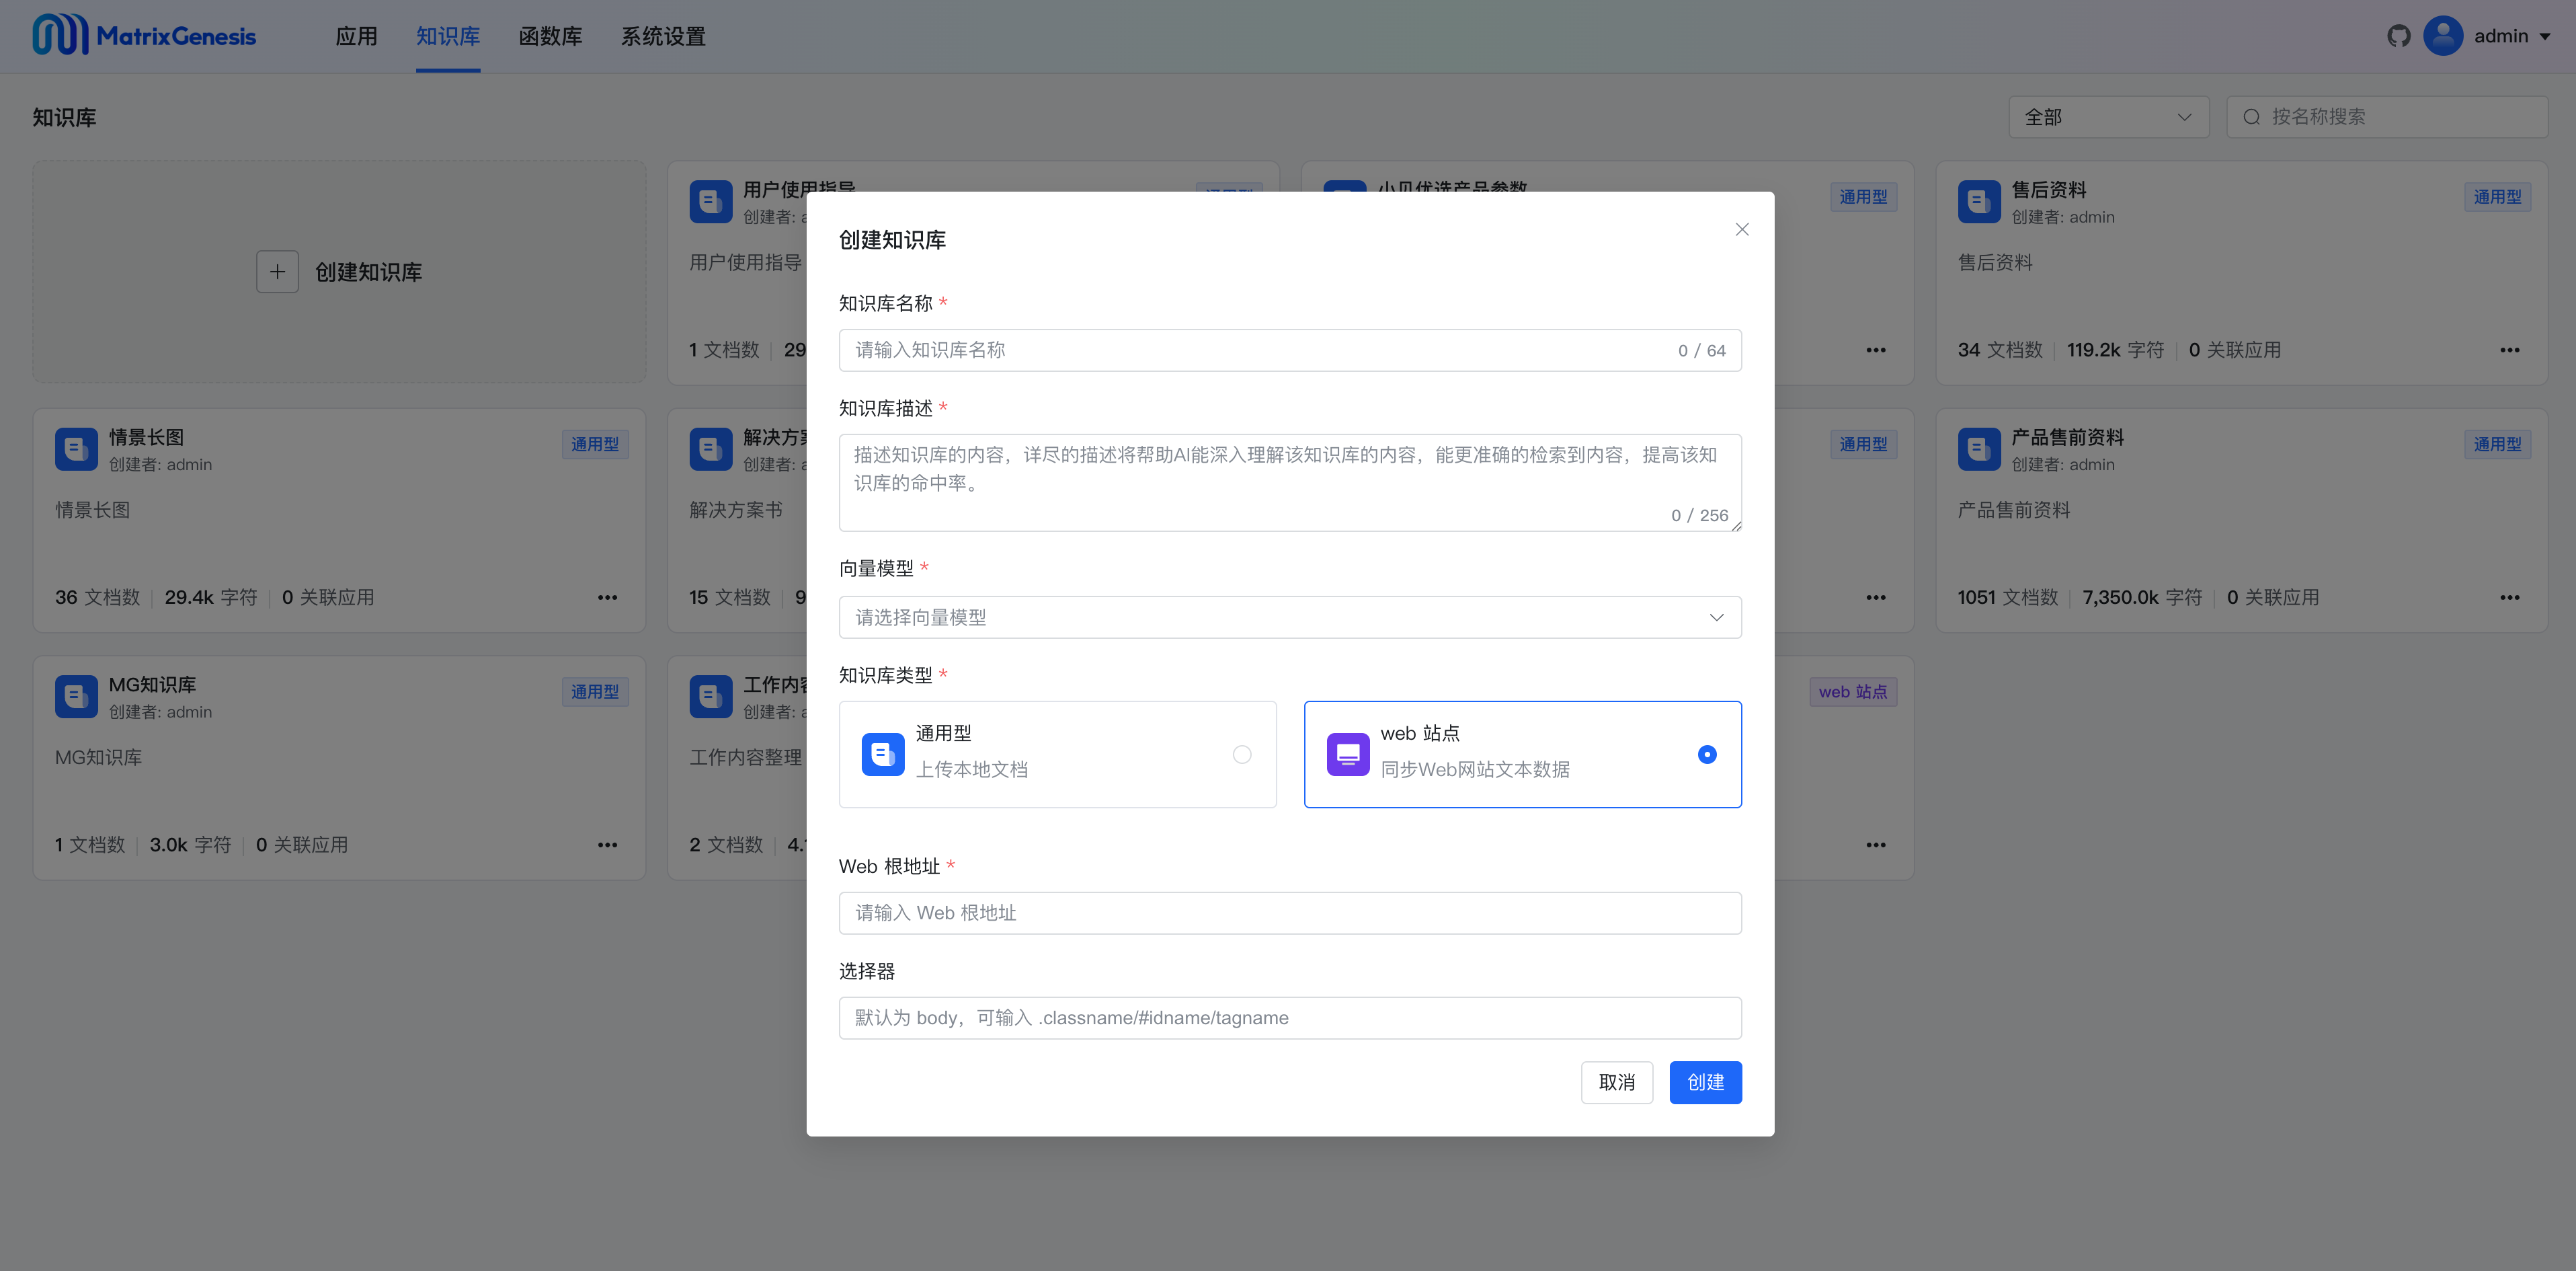 MatrixGenesis
应用
知识库
函数库
系统设置
admin
知识库
全部
按名称搜索
创建知识库
用户使用指导
创建者:
用户使用指导
1 文档数
小贝优选产品参数
通用型
售后资料
创建者: admin
通用型
售后资料
34 文档数 119.2k 字符 0 关联应用
情景长图
创建者: admin
通用型
情景长图
36 文档数 29.4k 字符 0 关联应用
解决方案
创建者:
解决方案书
15 文档数
通用型
产品售前资料
创建者: admin
通用型
产品售前资料
1051 文档数 7,350.0k 字符 0 关联应用
MG知识库
创建者: admin
通用型
MG知识库
1 文档数 3.0k 字符 0 关联应用
工作内容
创建者:
工作内容整理
2 文档数
web 站点
创建知识库
知识库名称 *
请输入知识库名称
0 / 64
知识库描述 *
描述知识库的内容，详尽的描述将帮助AI能深入理解该知识库的内容，能更准确的检索到内容，提高该知
识库的命中率。
0 / 256
向量模型 *
请选择向量模型
知识库类型 *
通用型
上传本地文档
web 站点
同步Web网站文本数据
Web 根地址 *
请输入 Web 根地址
选择器
默认为 body，可输入 .classname/#idname/tagname
取消
创建